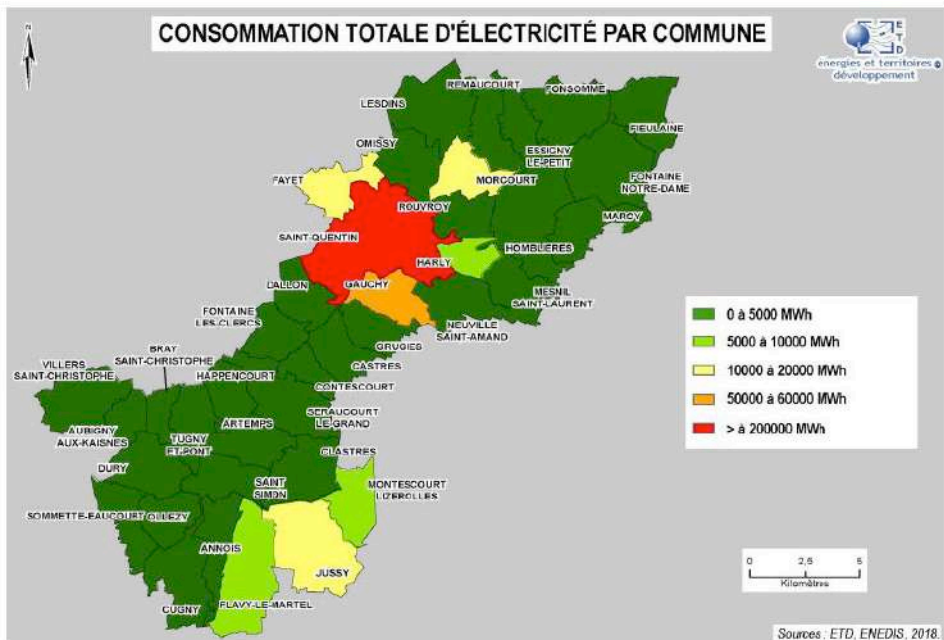 CONSOMMATION TOTALE D'ÉLECTRICITÉ PAR COMMUNE
N
E
T
D
énergies et territoires
développement
REMAUCOURT
FONSOMME
LESDINS
FIEULAINE
OMISSY
ESSIGNY
LE-PETIT
FAYET
MORCOURT
FONTAINE
NOTRE-DAME
ROUVROY
MARCY
SAINT-QUENTIN
HARLY
HOMBLIERES
DALLON
GAUCHY
MESNIL
SAINT-LAURENT
FONTAINE
LES-CLERCS
NEUVILLE
SAINT-AMAND
GRUGIES
BRAY
SAINT-CHRISTOPHE
VILLERS
SAINT-CHRISTOPHE
HAPPENCOURT
CASTRES
CONTESCOURT
ARTEMPS
SERAUCOURT
LE-GRAND
AUBIGNY
AUX-KAISNES
TUGNY
ET-PONT
CLASTRES
DURY
SAINT
SIMON
MONTESCOURT
LIZEROLLES
SOMMETTE-EAUCOURT
OLLEZY
ANNOIS
JUSSY
CUGNY
FLAVY-LE-MARTEL
0 à 5000 MWh
5000 à 10000 MWh
10000 à 20000 MWh
50000 à 60000 MWh
> à 200000 MWh
0 2,5 5
Kilomètres
Sources : ETD, ENEDIS, 2018.